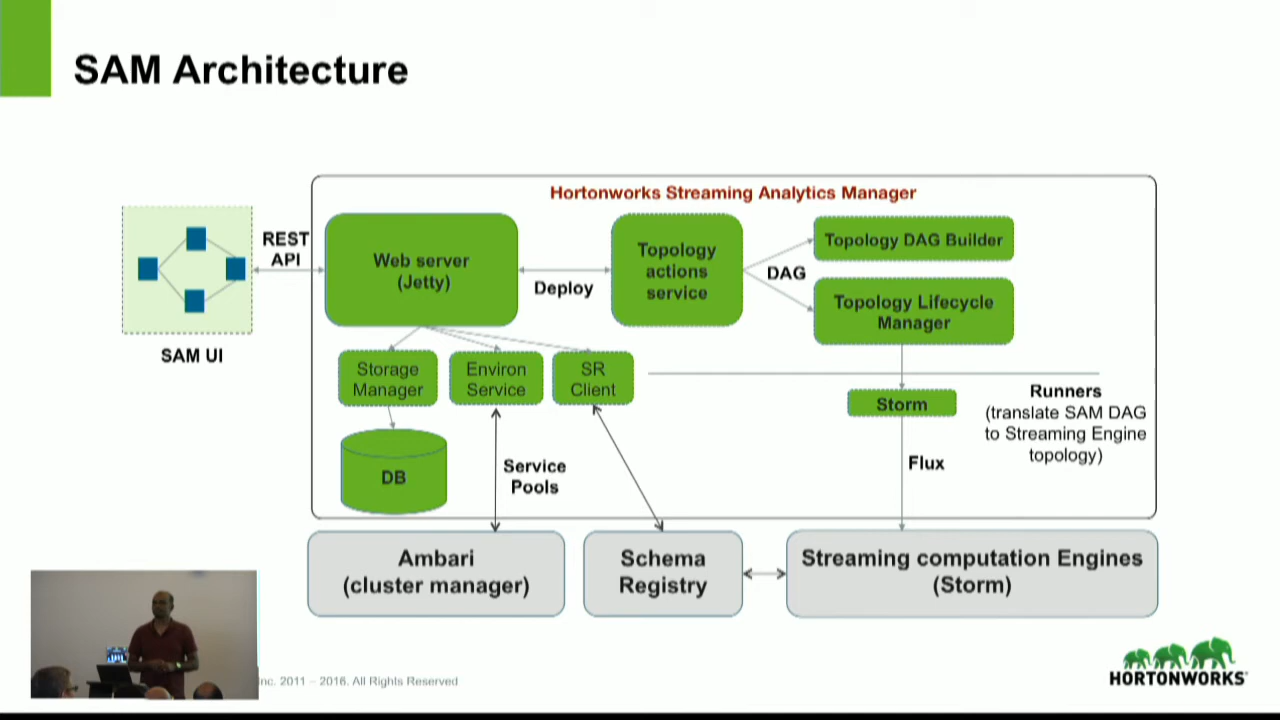 SAM Architecture
Hortonworks Streaming Analytics Manager
REST
API
SAM UI
Web server
(Jetty)
Deploy
Topology
actions
service
DAG
Topology DAG Builder
Topology Lifecycle
Manager
Storage
Manager
Environ
Service
SR
Client
Storm
Runners
(translate SAM DAG
to Streaming Engine
topology)
DB
Service
Pools
Flux
Ambari
(cluster manager)
Schema
Registry
Streaming computation Engines
(Storm)
Inc. 2011 – 2016. All Rights Reserved
HORTONWORKS